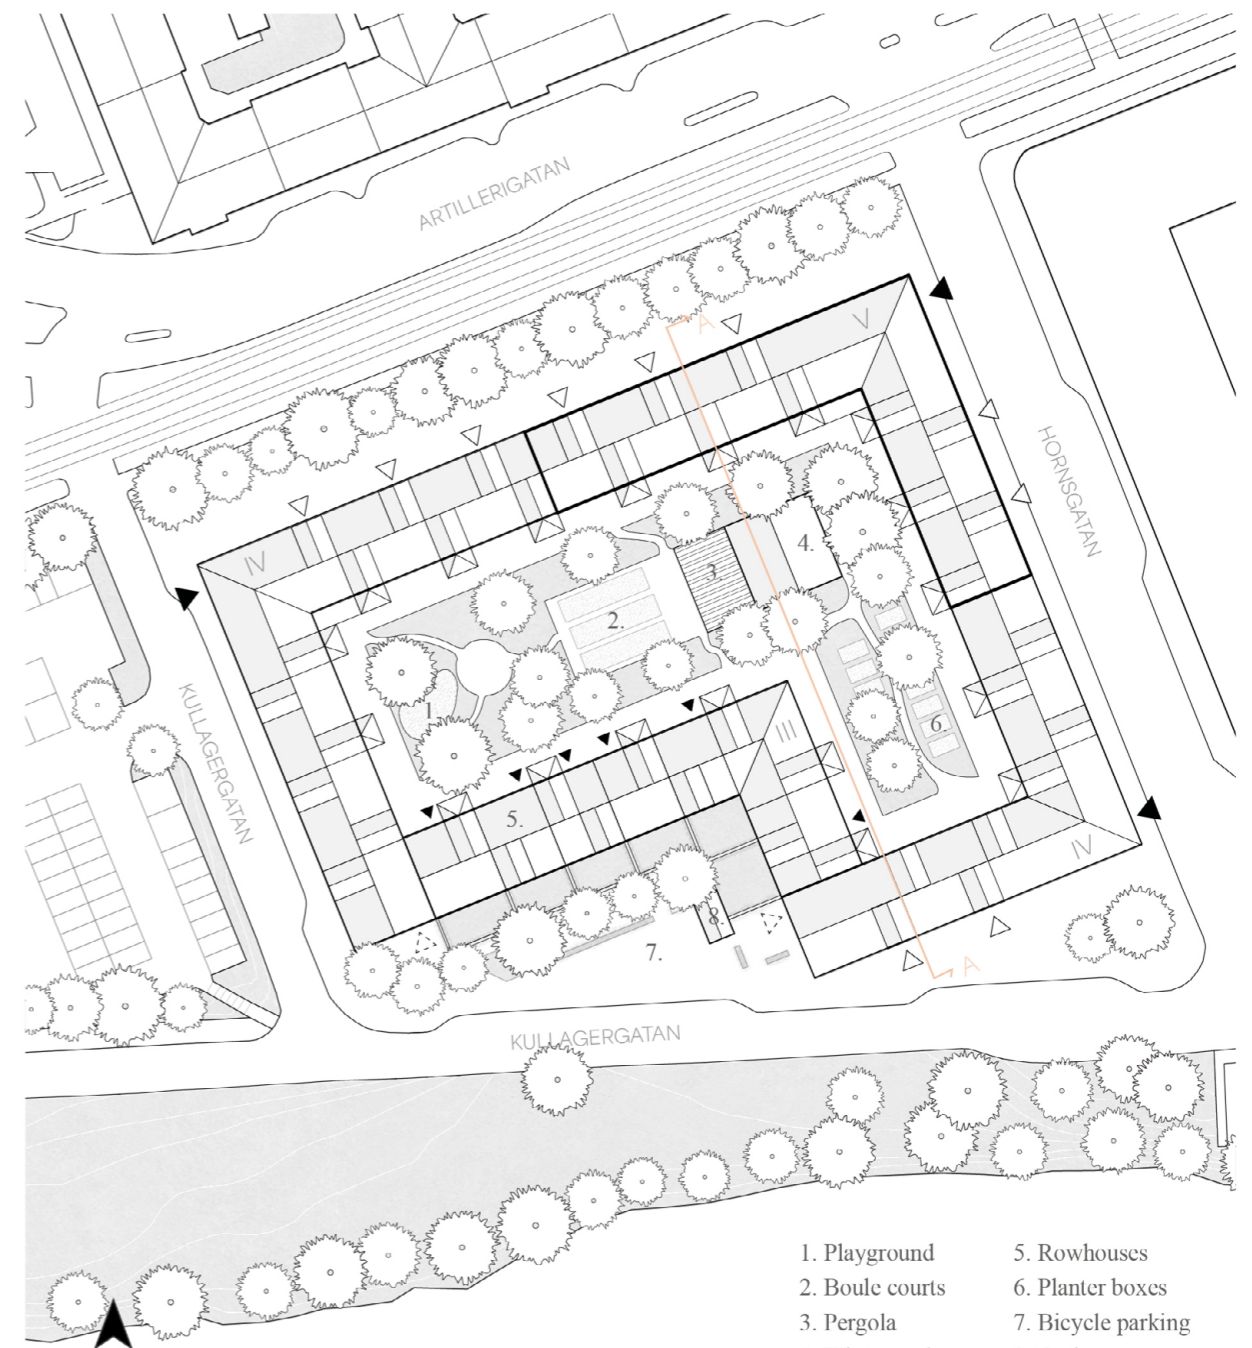 ARTILLERIGATAN
HORNSGATAN
A
V
IV
4.
3.
2.
KULLAGERGATAN
1.
6.
III
5.
IV
8.
7.
A
KULLAGERGATAN
1. Playground
2. Boule courts
3. Pergola
5. Rowhouses
6. Planter boxes
7. Bicycle parking